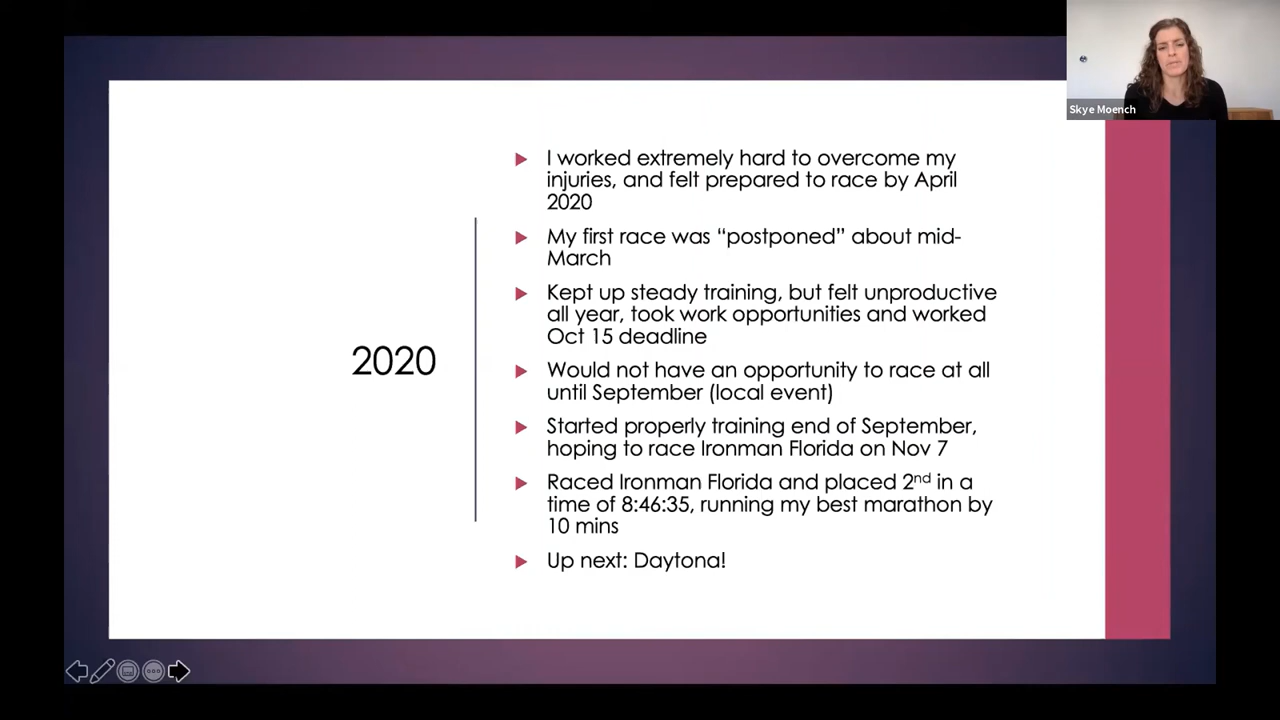 Skye Moench
2020
I worked extremely hard to overcome my
injuries, and felt prepared to race by April
2020
My first race was “postponed” about mid-
March
Kept up steady training, but felt unproductive
all year, took work opportunities and worked
Oct 15 deadline
Would not have an opportunity to race at all
until September (local event)
Started properly training end of September,
hoping to race Ironman Florida on Nov 7
Raced Ironman Florida and placed 2nd in a
time of 8:46:35, running my best marathon by
10 mins
Up next: Daytona!